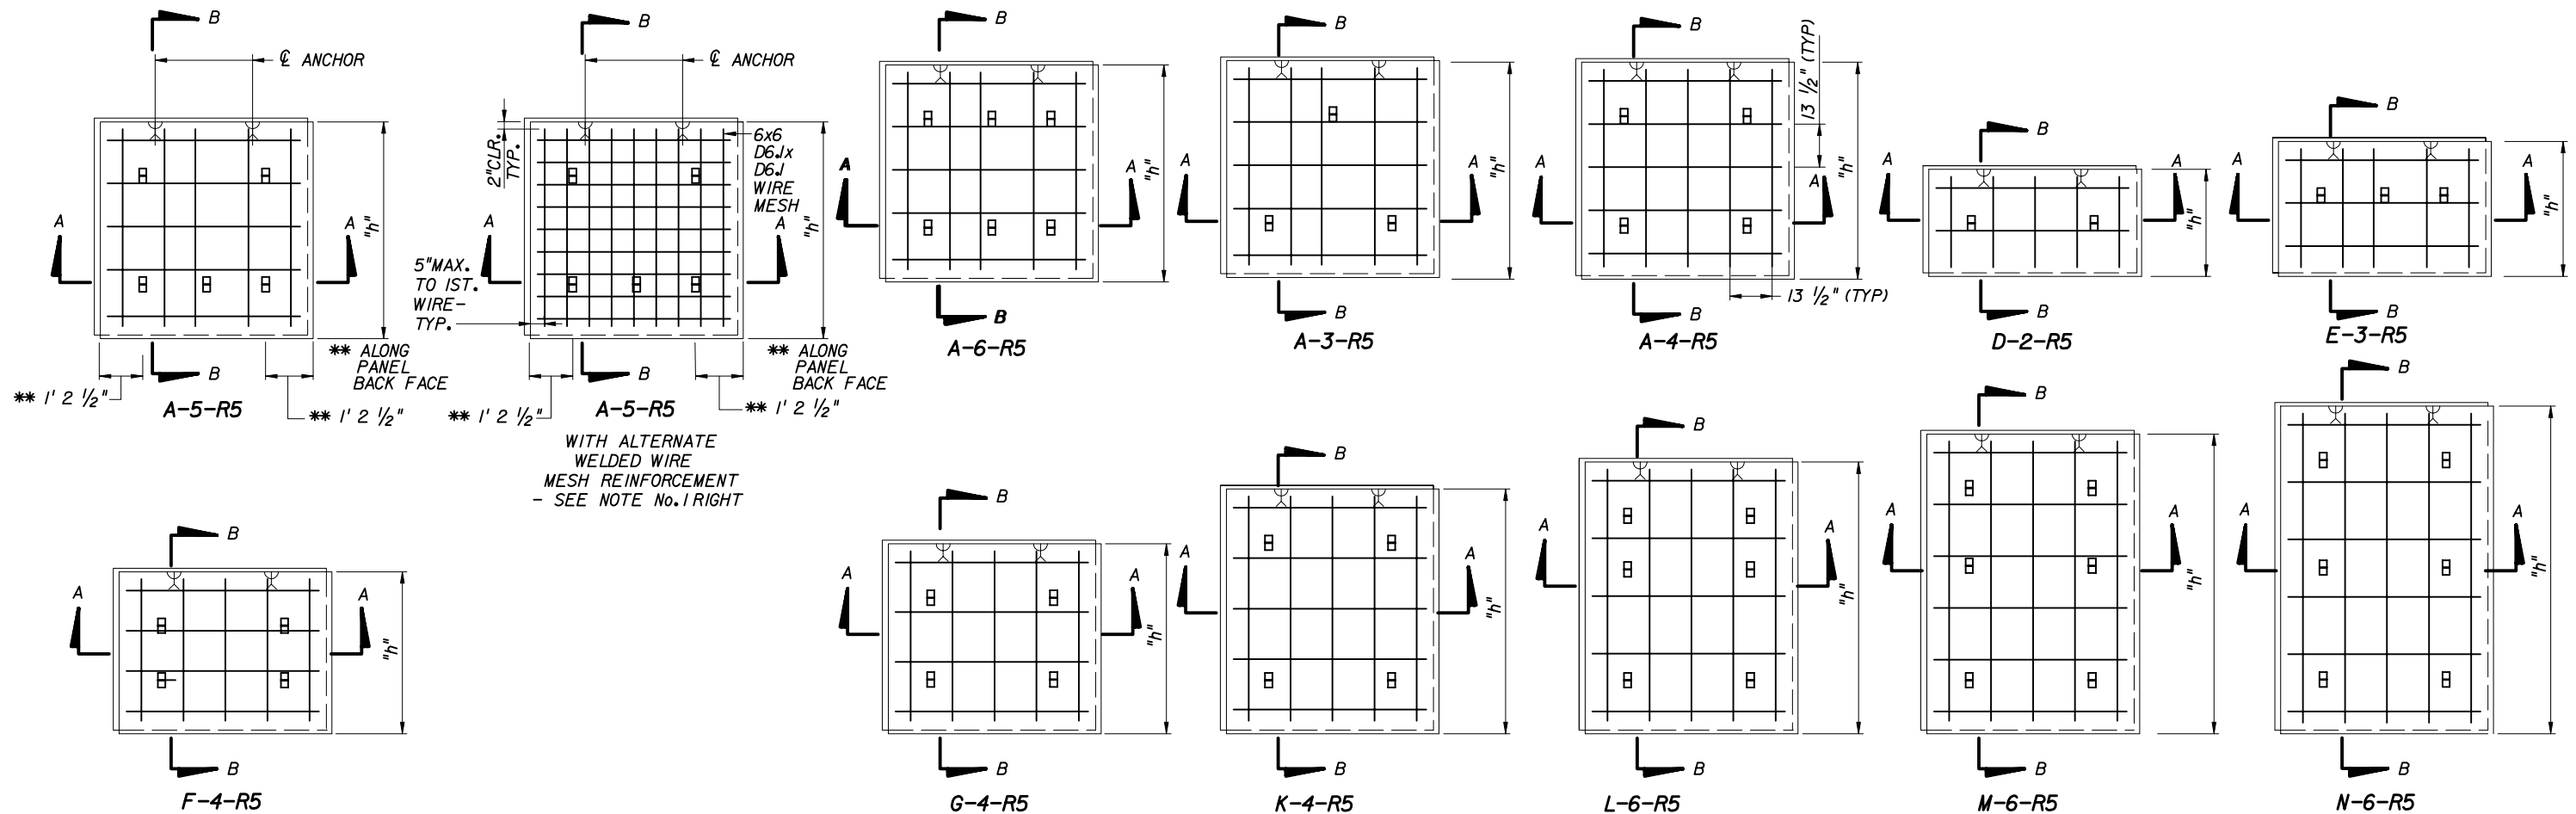 B
℄ ANCHOR
A
A
"h"
** ALONG
PANEL
BACK FACE
** 1' 2 ½"
** 1' 2 ½"
B
A-5-R5
B
℄ ANCHOR
2"CLR.
TYP.
6x6
D6.1x
D6.1
WIRE
MESH
A
A
"h"
5"MAX.
TO 1ST.
WIRE-
TYP.
** ALONG
PANEL
BACK FACE
** 1' 2 ½"
** 1' 2 ½"
B
A-5-R5
WITH ALTERNATE
WELDED WIRE
MESH REINFORCEMENT
- SEE NOTE No.1 RIGHT
B
A
A
"h"
B
A-6-R5
B
A
A
"h"
B
A-3-R5
B
13 ½" (TYP)
A
A
"h"
13 ½" (TYP)
B
A-4-R5
B
A
A
"h"
B
D-2-R5
B
A
A
"h"
B
E-3-R5
B
A
A
"h"
B
F-4-R5
B
A
A
"h"
B
G-4-R5
B
A
A
"h"
B
K-4-R5
B
A
A
"h"
B
L-6-R5
B
A
A
"h"
B
M-6-R5
B
A
A
"h"
B
N-6-R5